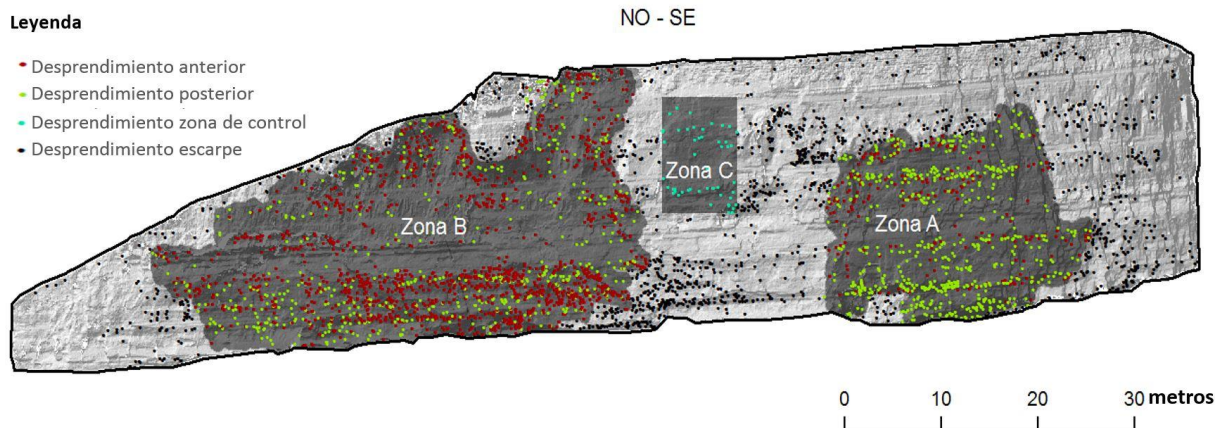 Leyenda
NO - SE
Desprendimiento anterior
Desprendimiento posterior
Desprendimiento zona de control
Desprendimiento escarpe
Zona C
Zona B
Zona A
0 10 20 30 metros